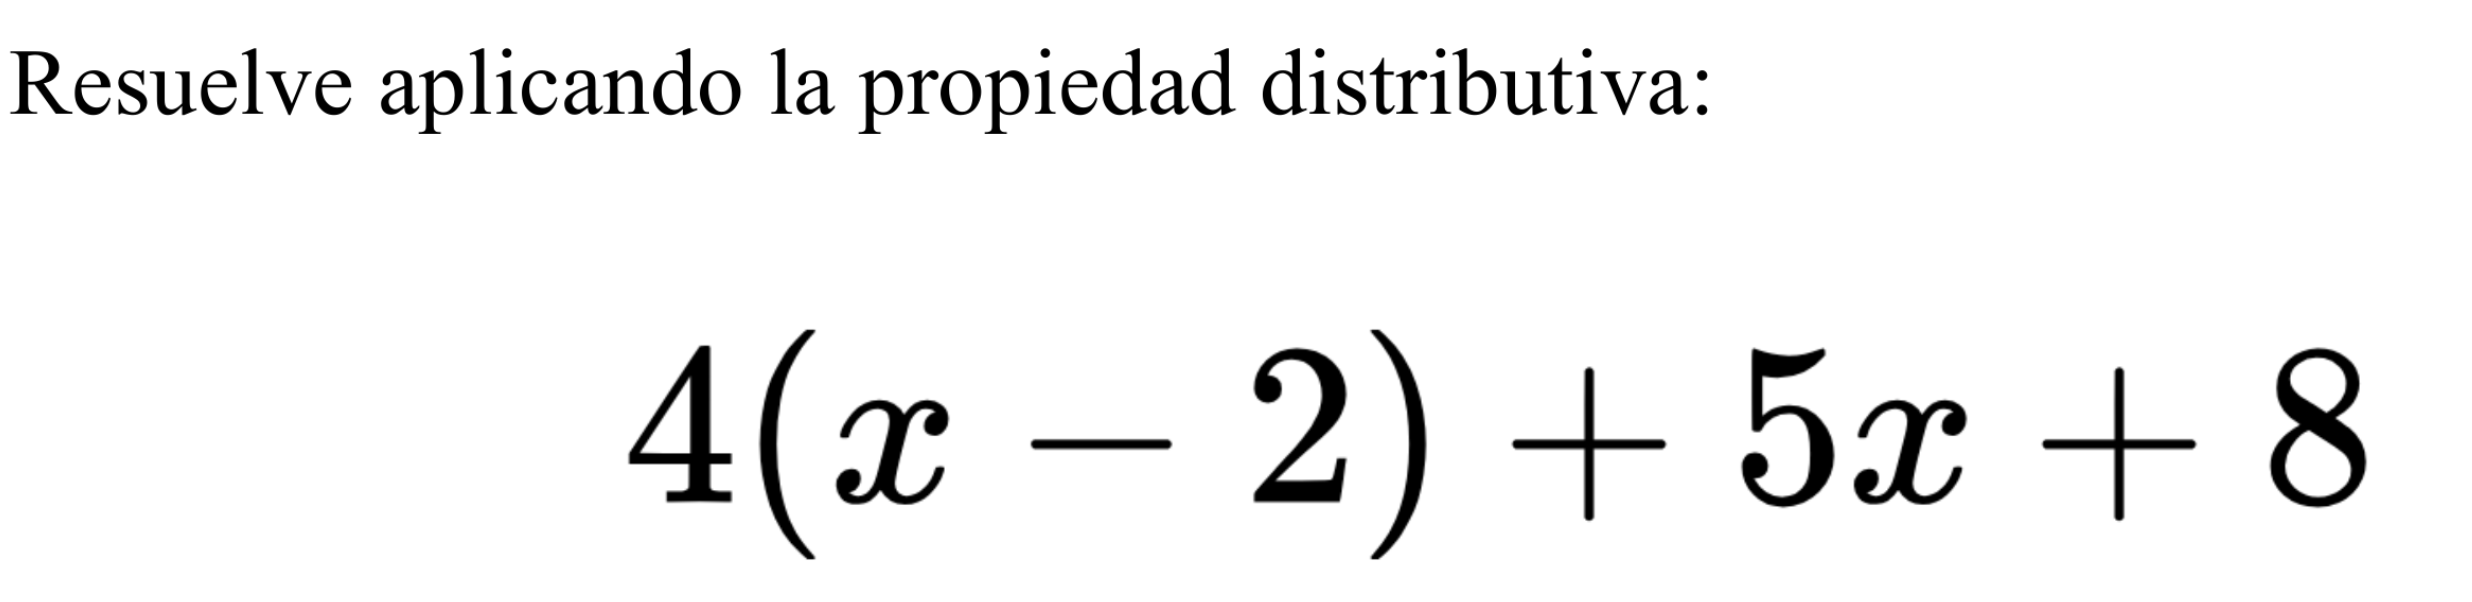 Resuelve aplicando la propiedad distributiva:
4(x − 2) + 5x + 8